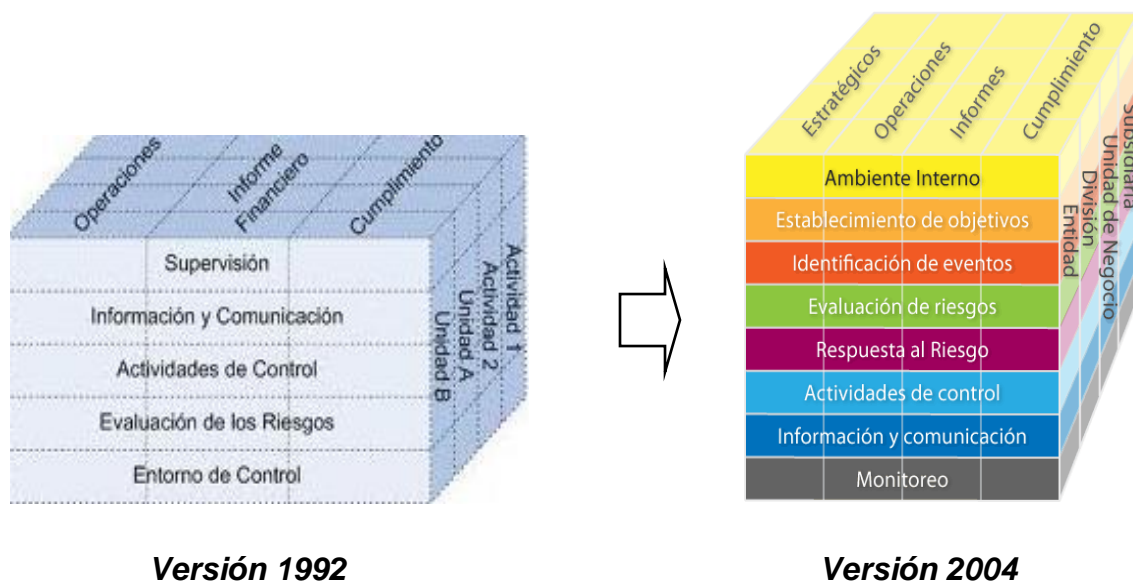 Operaciones
Informe
Financiero
Cumplimiento
Supervisión
Información y Comunicación
Actividades de Control
Evaluación de los Riesgos
Entorno de Control
Unidad B
Unidad A
Actividad 2
Actividad 1
Versión 1992
Estratégicos
Operaciones
Informes
Cumplimiento
Ambiente Interno
Establecimiento de objetivos
Identificación de eventos
Evaluación de riesgos
Respuesta al Riesgo
Actividades de control
Información y comunicación
Monitoreo
Entidad
División
Unidad de Negocio
Subsidiaria
Versión 2004